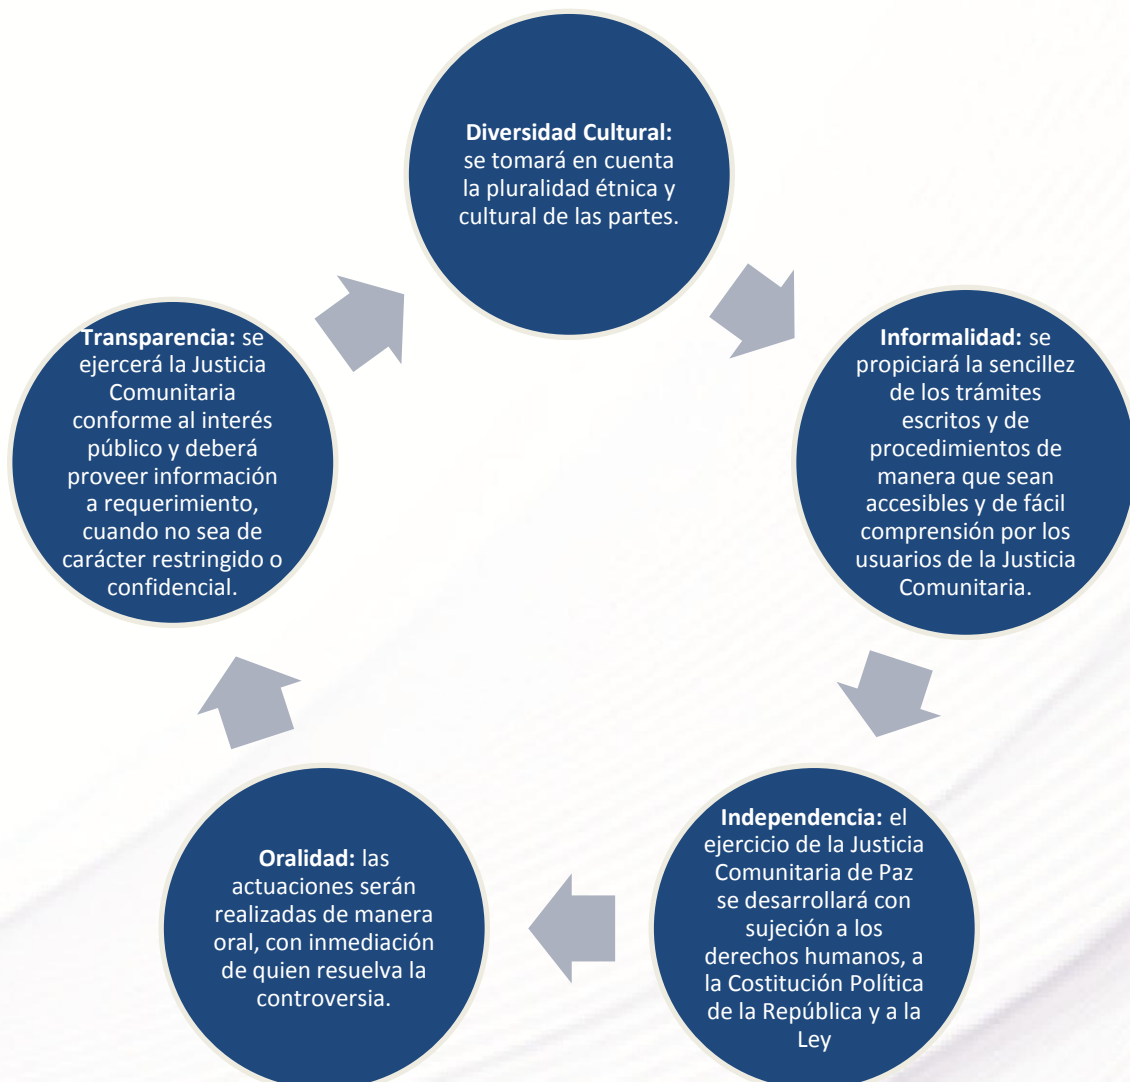 Diversidad Cultural:
se tomará en cuenta
la pluralidad étnica y
cultural de las partes.
Informalidad: se
propiciará la sencillez
de los trámites
escritos y de
procedimientos de
manera que sean
accesibles y de fácil
comprensión por los
usuarios de la Justicia
Comunitaria.
Independencia: el
ejercicio de la Justicia
Comunitaria de Paz
se desarrollará con
sujeción a los
derechos humanos, a
la Costitución Política
de la República y a la
Ley
Oralidad: las
actuaciones serán
realizadas de manera
oral, con inmediación
de quien resuelva la
controversia.
Transparencia: se
ejercerá la Justicia
Comunitaria
conforme al interés
público y deberá
proveer información
a requerimiento,
cuando no sea de
carácter restringido o
confidencial.